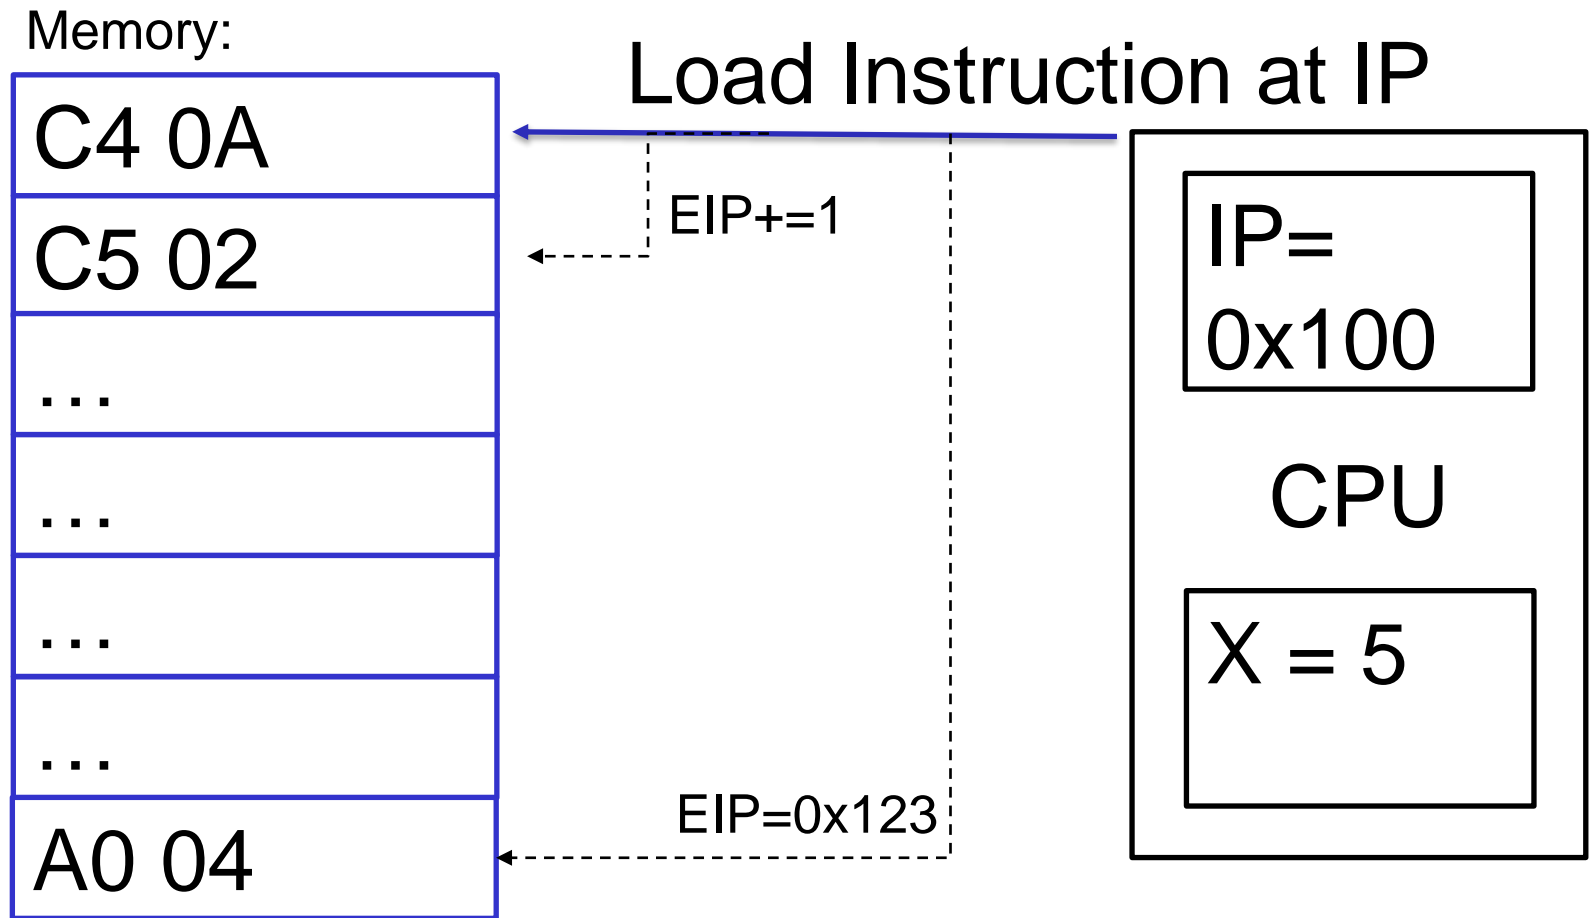 Memory:
Load Instruction at IP
C4 0A
C5 02
…
…
…
…
A0 04
EIP+=1
EIP=0x123
IP=
0x100
CPU
X = 5